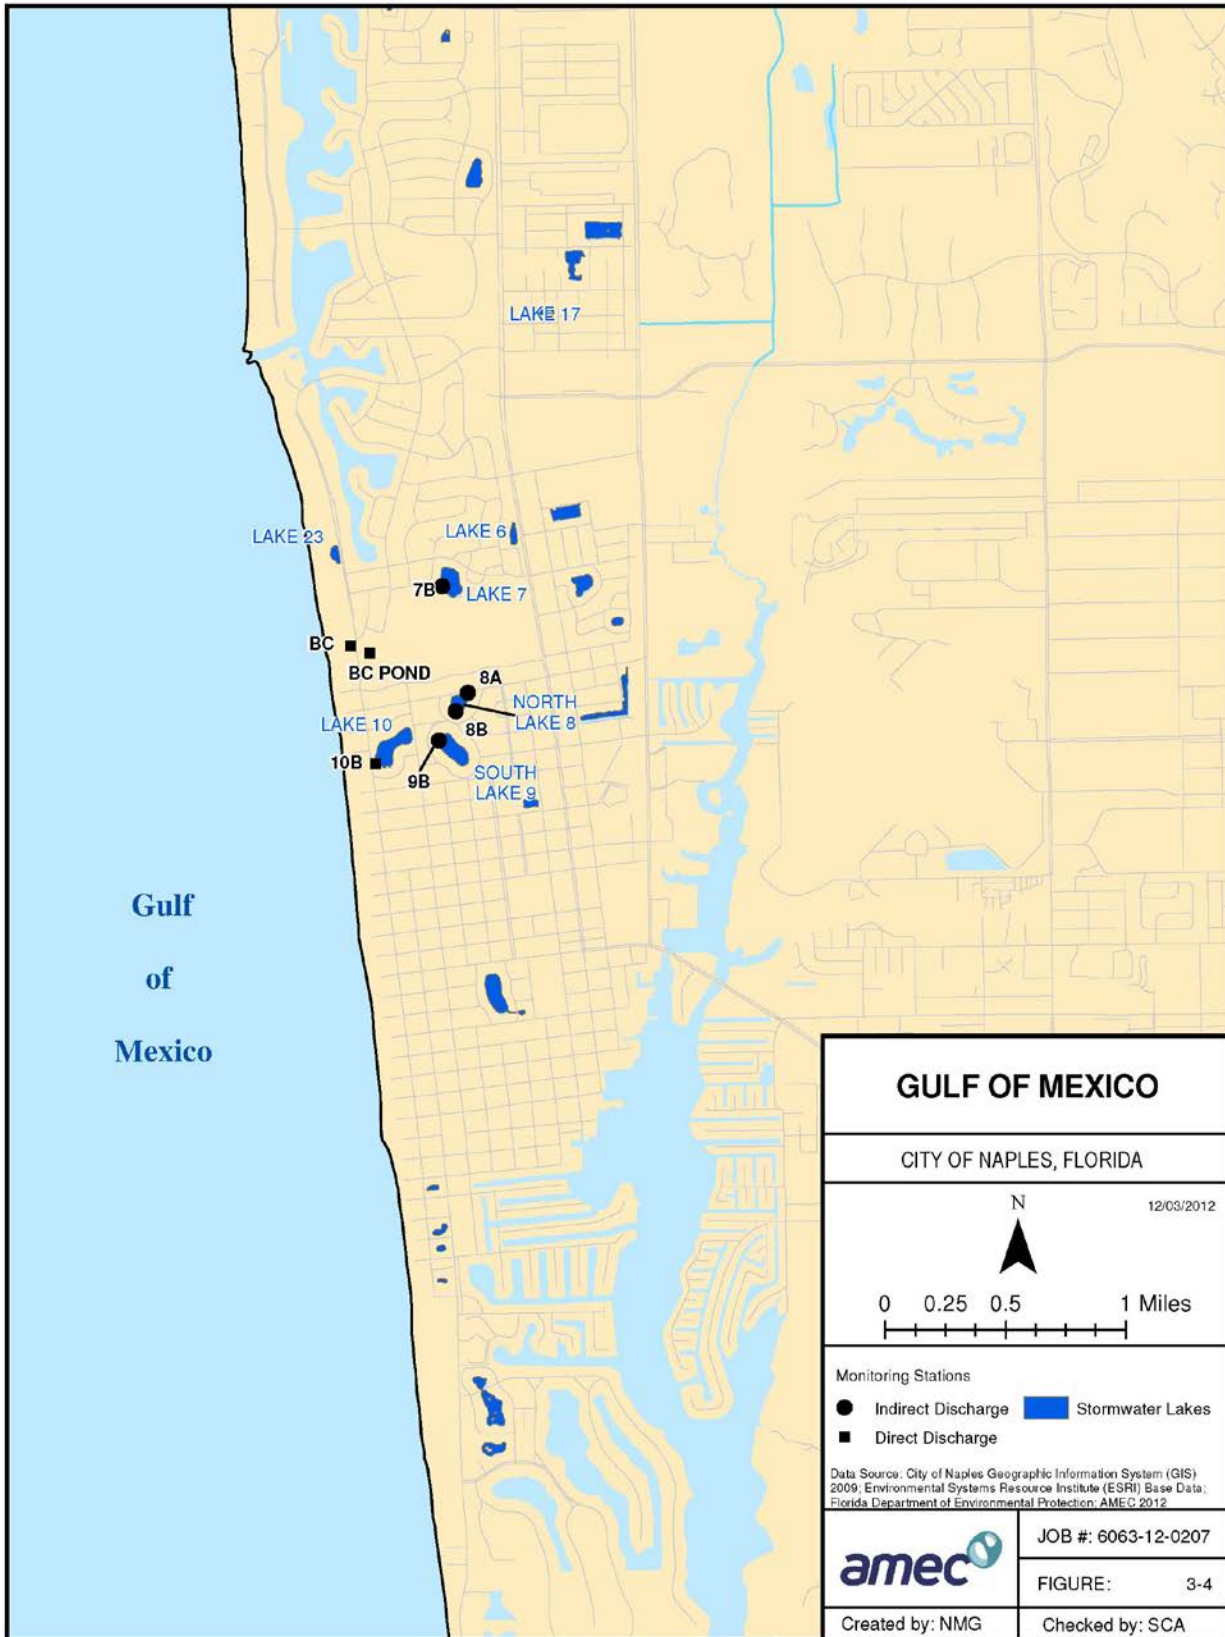 LAKE 17
LAKE 23
LAKE 6
7B
LAKE 7
BC
BC POND
8A
NORTH
LAKE 8
LAKE 10
8B
10B
9B
SOUTH
LAKE 9
Gulf
of
Mexico
GULF OF MEXICO
CITY OF NAPLES, FLORIDA
N
12/03/2012
0 0.25 0.5 1 Miles
Monitoring Stations
Indirect Discharge Stormwater Lakes
Direct Discharge
Data Source: City of Naples Geographic Information System (GIS)
2009; Environmental Systems Resource Institute (ESRI) Base Data;
Florida Department of Environmental Protection; AMEC 2012
amec
JOB #: 6063-12-0207
FIGURE: 3-4
Created by: NMG
Checked by: SCA